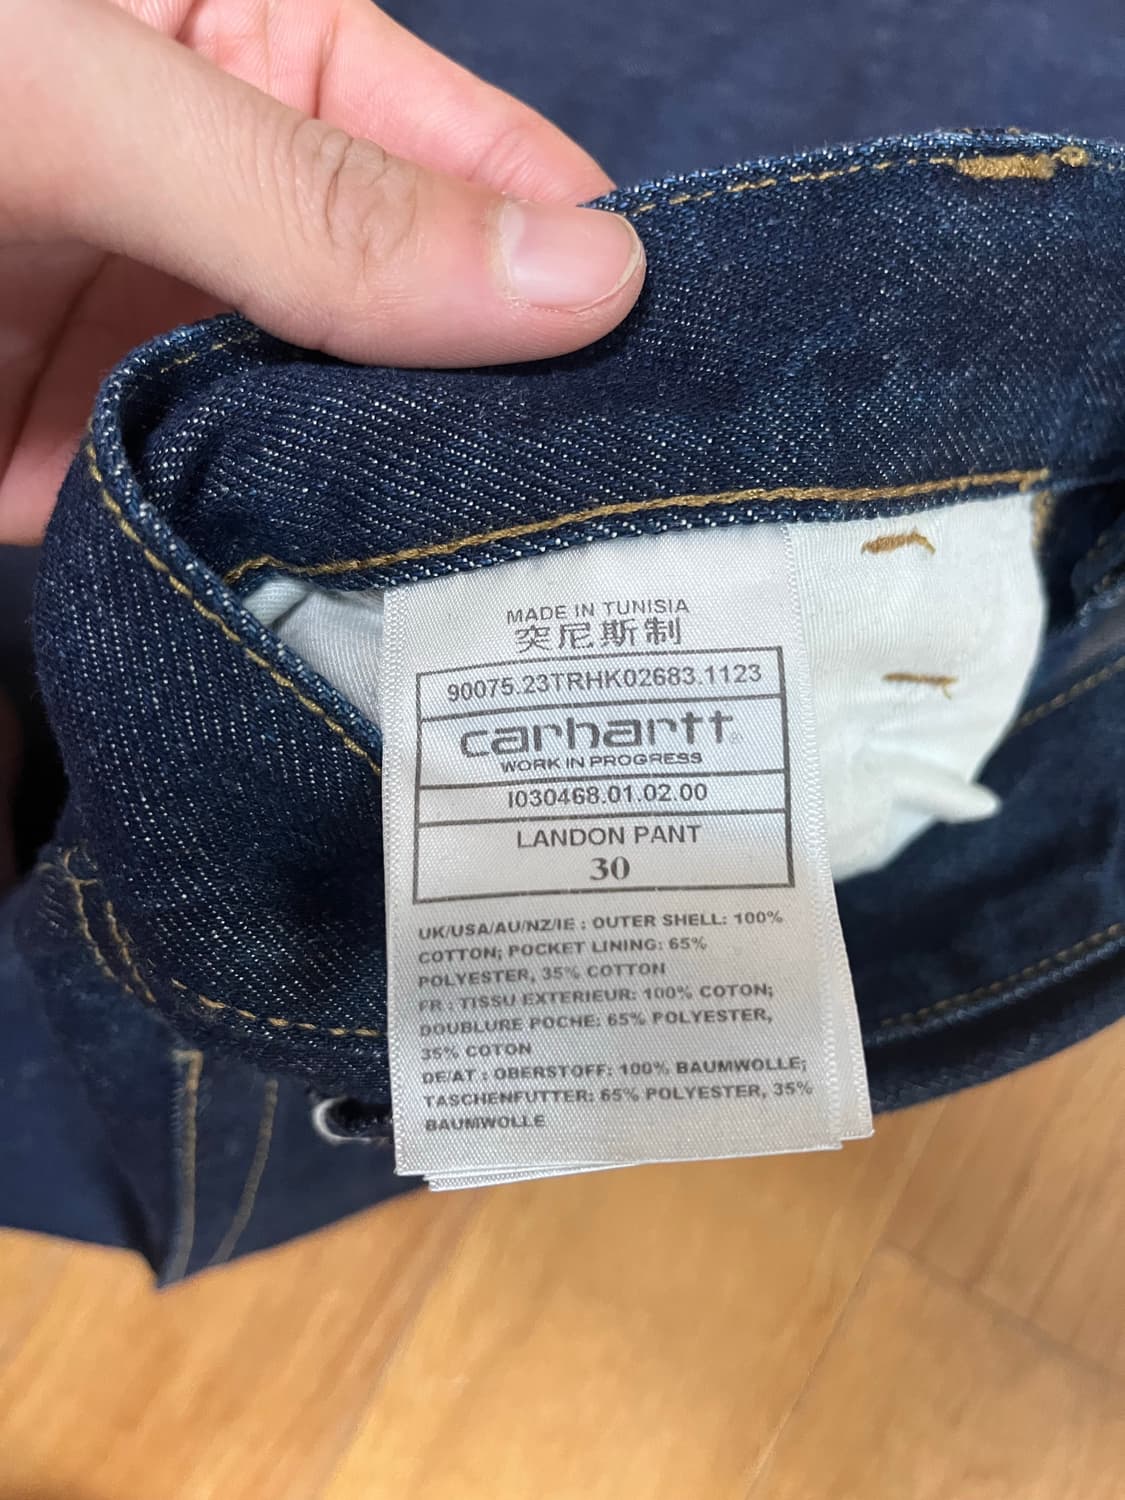 MADE IN TUNISIA
突尼斯制
90075.23TRHK02683.1123
carhartt®
WORK IN PROGRESS
I030468.01.02.00
LANDON PANT
30
UK/USA/AU/NZ/IE : OUTER SHELL: 100%
COTTON; POCKET LINING: 65%
POLYESTER, 35% COTTON
FR : TISSU EXTERIEUR: 100% COTON;
DOUBLURE POCHE: 65% POLYESTER,
35% COTON
DE/AT : OBERSTOFF: 100% BAUMWOLLE;
TASCHENFUTTER: 65% POLYESTER, 35%
BAUMWOLLE